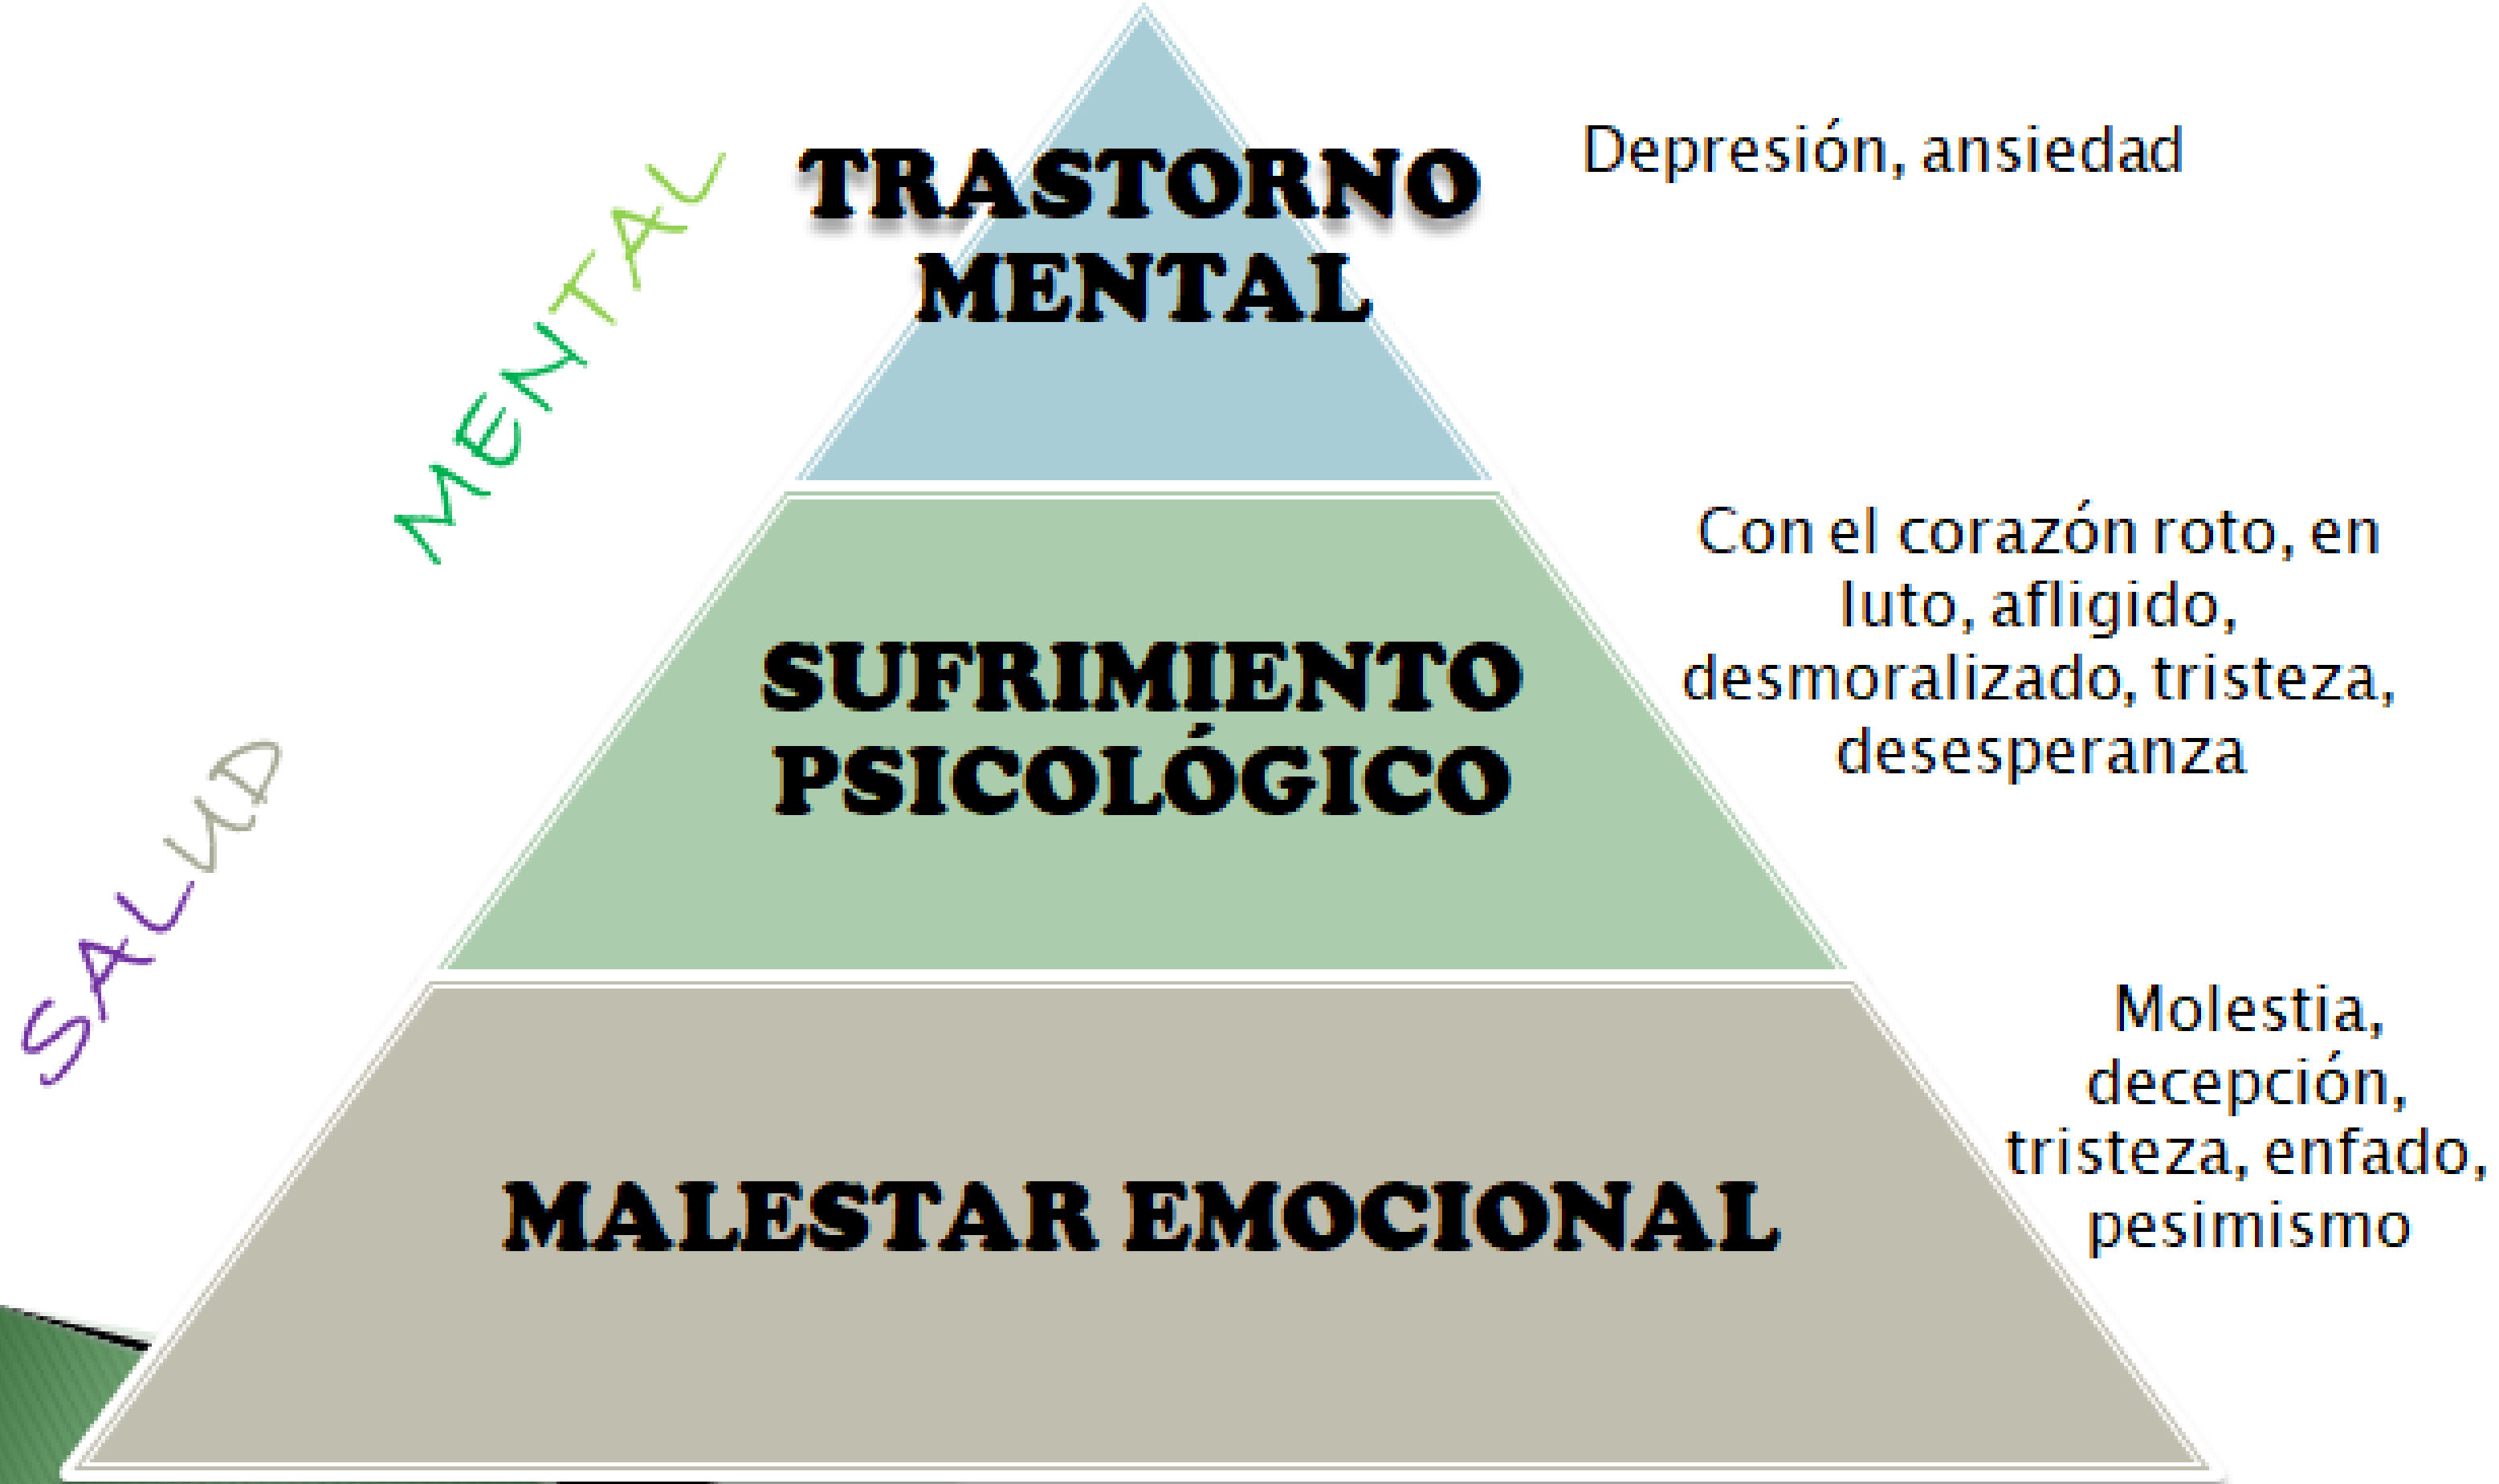 SALUD MENTAL
TRASTORNO
MENTAL
Depresión, ansiedad
SUFRIMIENTO
PSICOLÓGICO
Con el corazón roto, en
luto, afligido,
desmoralizado, tristeza,
desesperanza
MALESTAR EMOCIONAL
Molestia,
decepción,
tristeza, enfado,
pesimismo